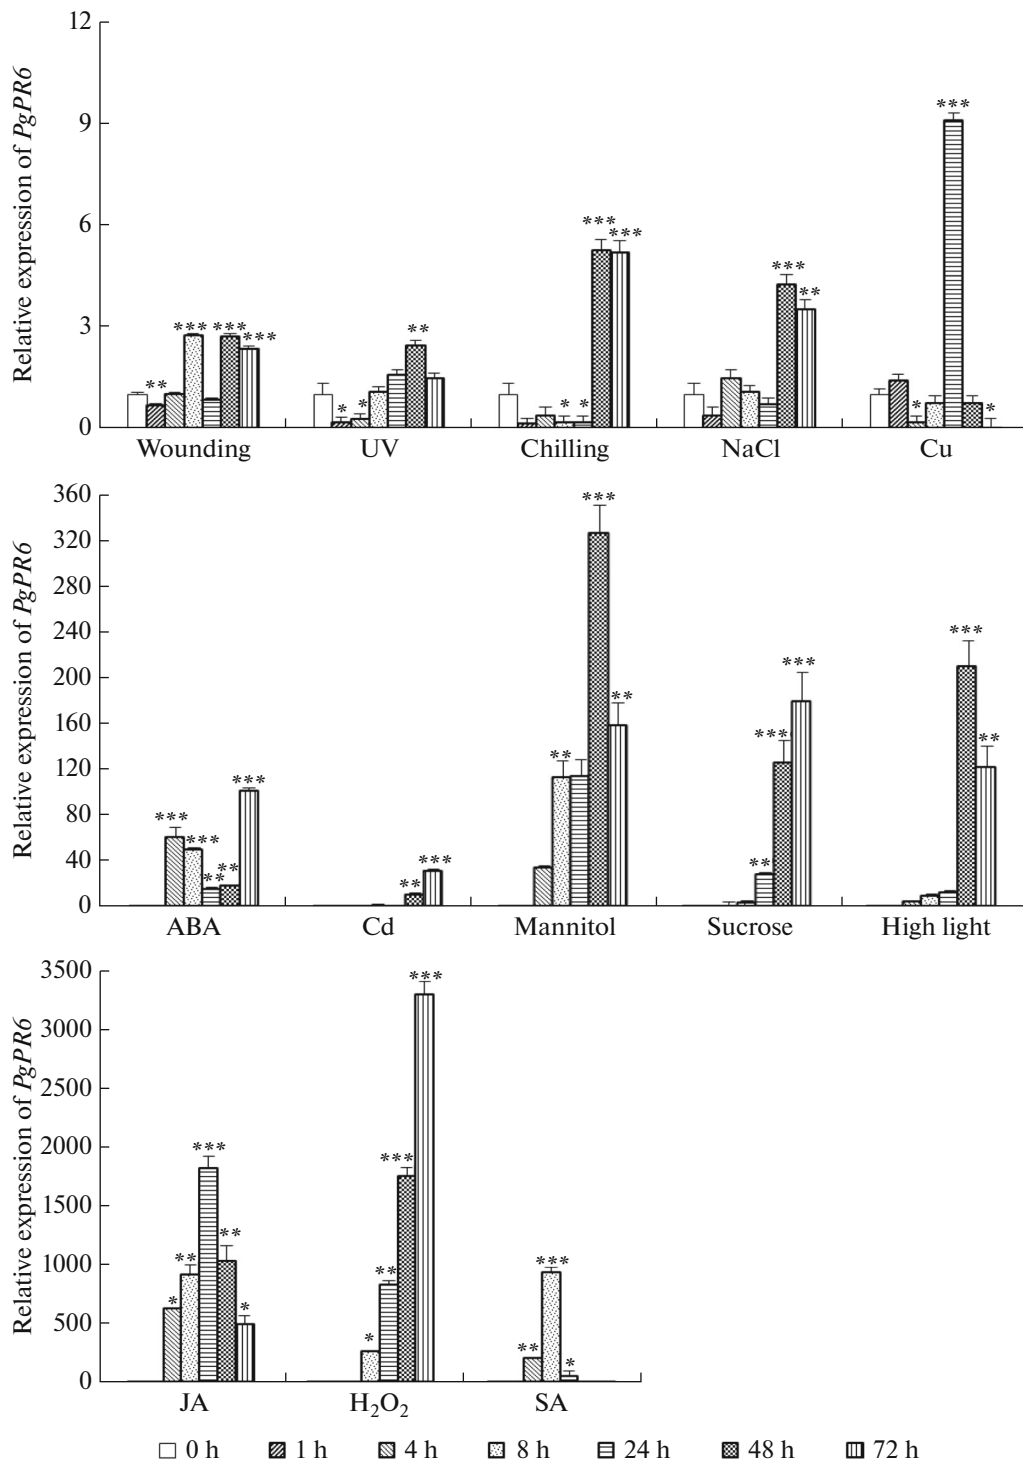 12
9
6
3
0
Relative expression of PgPR6
** *** *** ***
* * **
* * *** ***
*** **
* *** *
Wounding UV Chilling NaCl Cu
360
320
280
240
200
160
120
80
40
0
Relative expression of PgPR6
*** *** ** ** ***
** ***
** *** **
** *** ***
*** **
ABA Cd Mannitol Sucrose High light
3500
3000
2500
2000
1500
1000
500
0
Relative expression of PgPR6
* ** *** ** *
* ** *** ***
** *** *
JA H₂O₂ SA
0 h 1 h 4 h 8 h 24 h 48 h 72 h